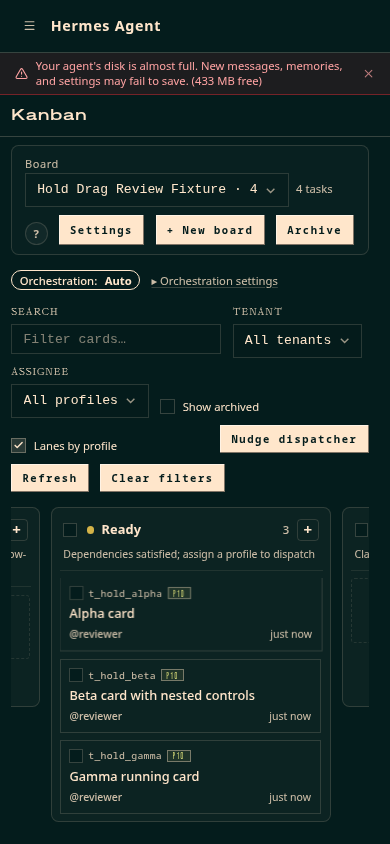 Hermes Agent
Your agent's disk is almost full. New messages, memories,
and settings may fail to save. (433 MB free)
Kanban
Board
Hold Drag Review Fixture · 4
4 tasks
?
Settings
+ New board
Archive
Orchestration: Auto
▸ Orchestration settings
SEARCH
TENANT
Filter cards…
All tenants
ASSIGNEE
All profiles
Show archived
Lanes by profile
Nudge dispatcher
Refresh
Clear filters
+
Ready
3
+
ow-
Dependencies satisfied; assign a profile to dispatch
Cla
t_hold_alpha P10
Alpha card
@reviewer
just now
t_hold_beta P10
Beta card with nested controls
@reviewer
just now
t_hold_gamma P10
Gamma running card
@reviewer
just now